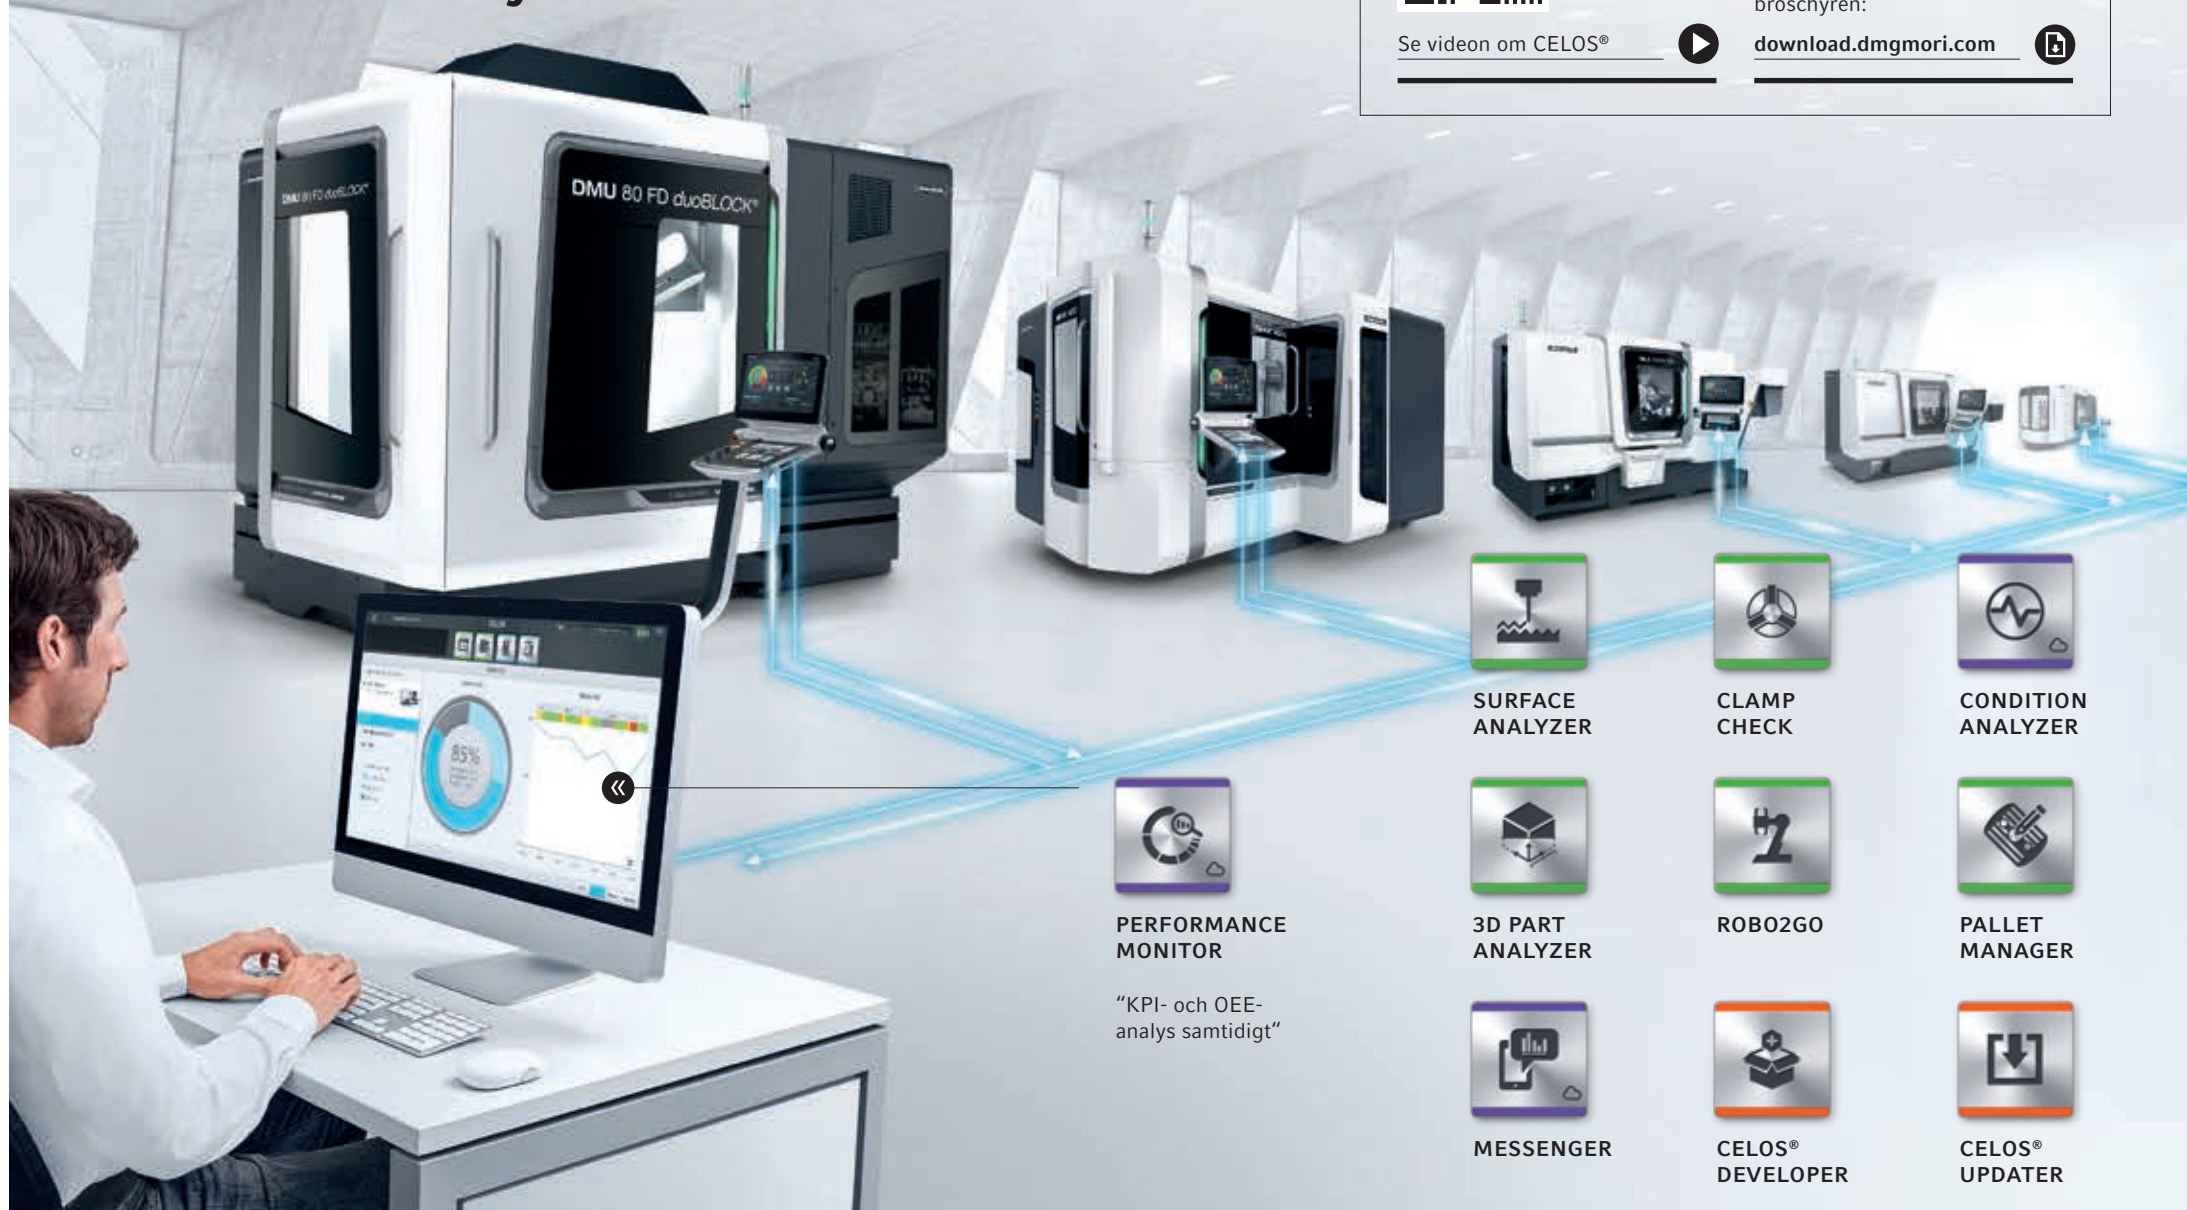 broschyren:
Se videon om CELOS®
download.dmgmori.com
DMU 80 FD duoBLOCK®
DMU 80 FD duoBLOCK®
85%
SURFACE
ANALYZER
CLAMP
CHECK
CONDITION
ANALYZER
PERFORMANCE
MONITOR
"KPI- och OEE-
analys samtidigt“
3D PART
ANALYZER
ROBO2GO
PALLET
MANAGER
MESSENGER
CELOS®
DEVELOPER
CELOS®
UPDATER